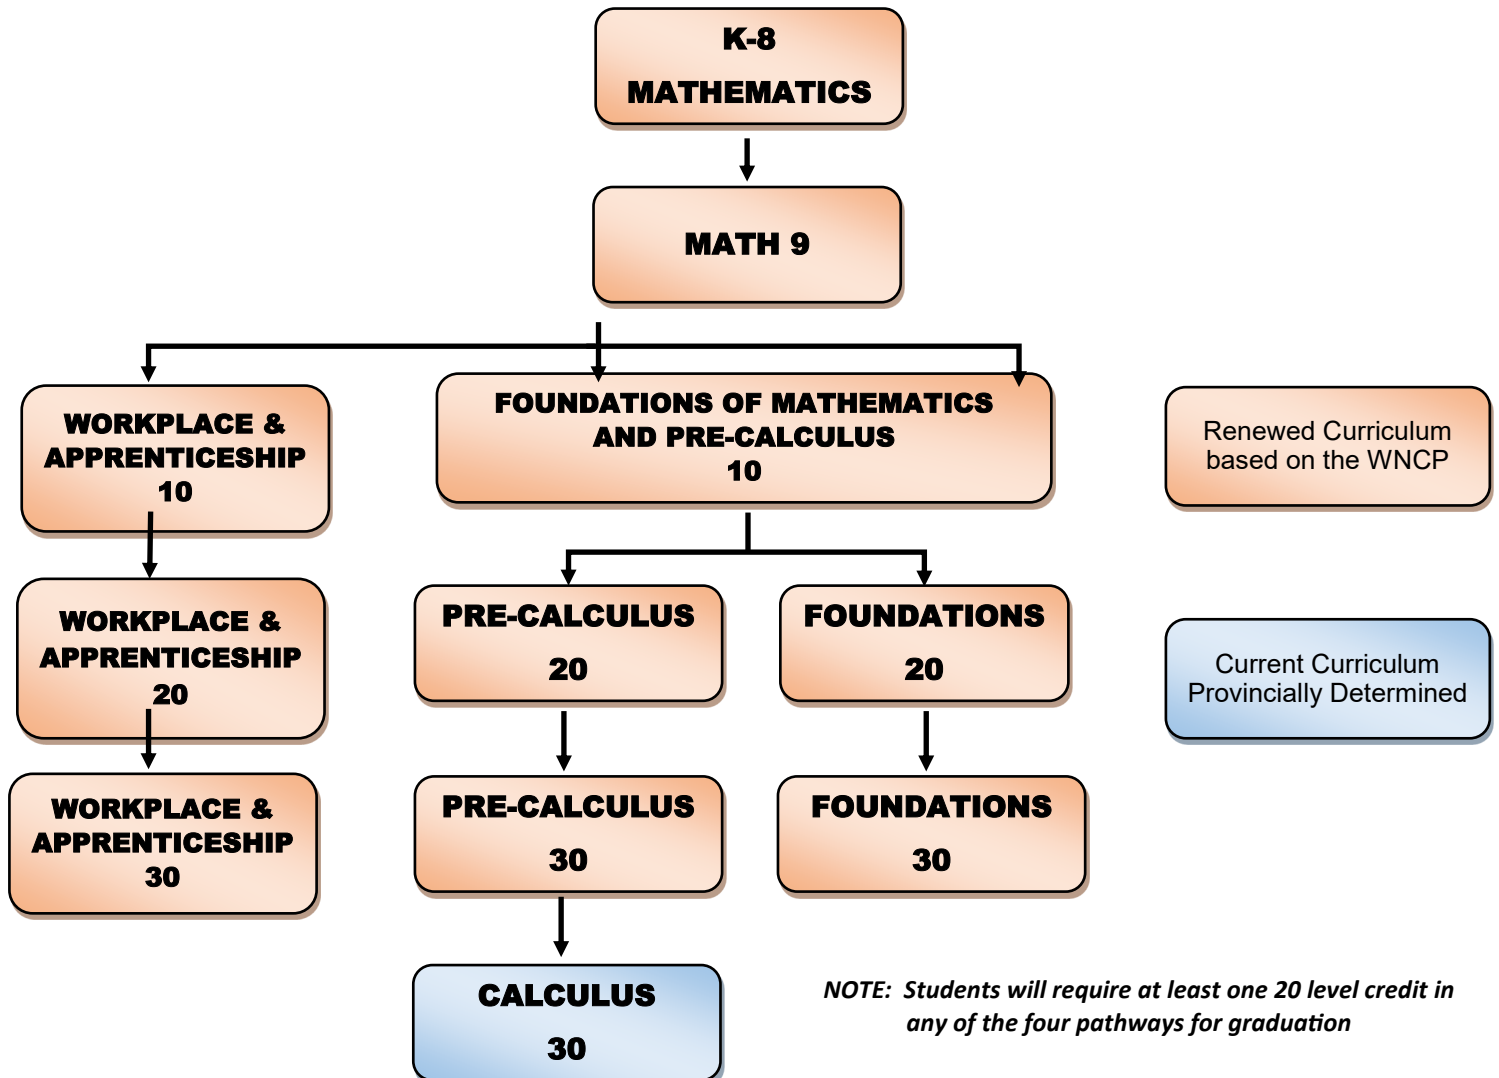 K-8
MATHEMATICS
MATH 9
WORKPLACE &
APPRENTICESHIP
10
FOUNDATIONS OF MATHEMATICS
AND PRE-CALCULUS
10
Renewed Curriculum
based on the WNCP
WORKPLACE &
APPRENTICESHIP
20
PRE-CALCULUS
20
FOUNDATIONS
20
Current Curriculum
Provincially Determined
WORKPLACE &
APPRENTICESHIP
30
PRE-CALCULUS
30
FOUNDATIONS
30
CALCULUS
30
NOTE: Students will require at least one 20 level credit in
any of the four pathways for graduation